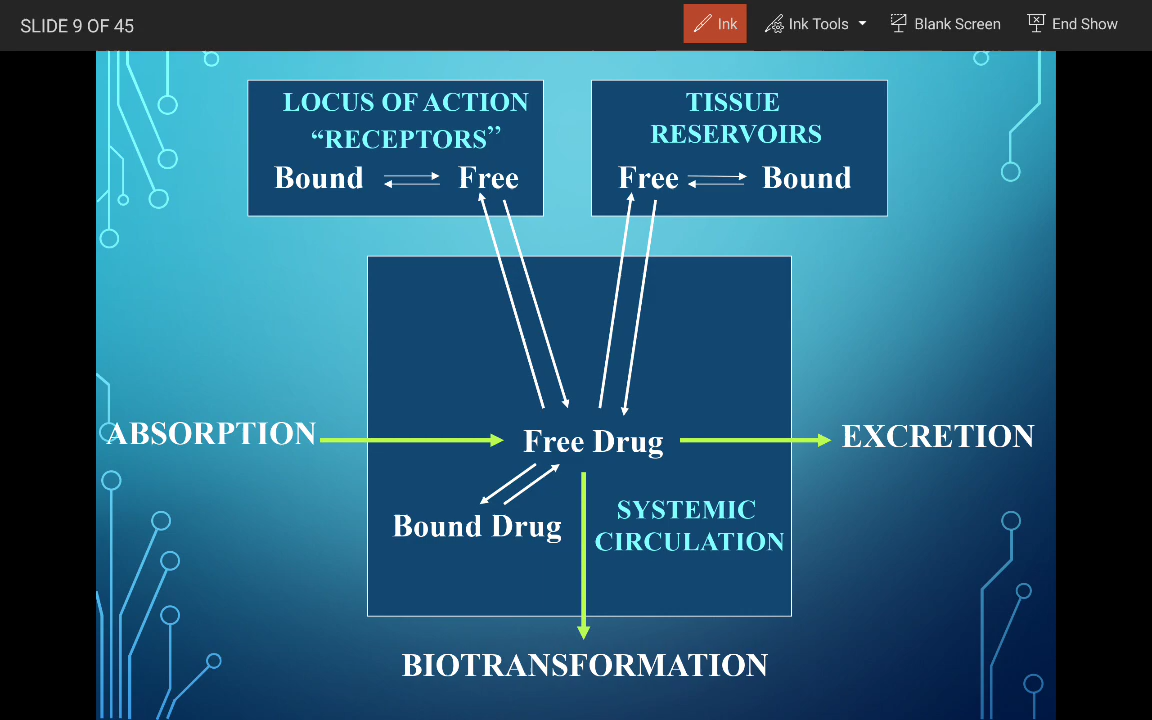 SLIDE 9 OF 45
Ink
Ink Tools
Blank Screen
End Show
LOCUS OF ACTION
“RECEPTORS”
Bound Free
TISSUE
RESERVOIRS
Free Bound
ABSORPTION
Free Drug
EXCRETION
Bound Drug
SYSTEMIC
CIRCULATION
BIOTRANSFORMATION